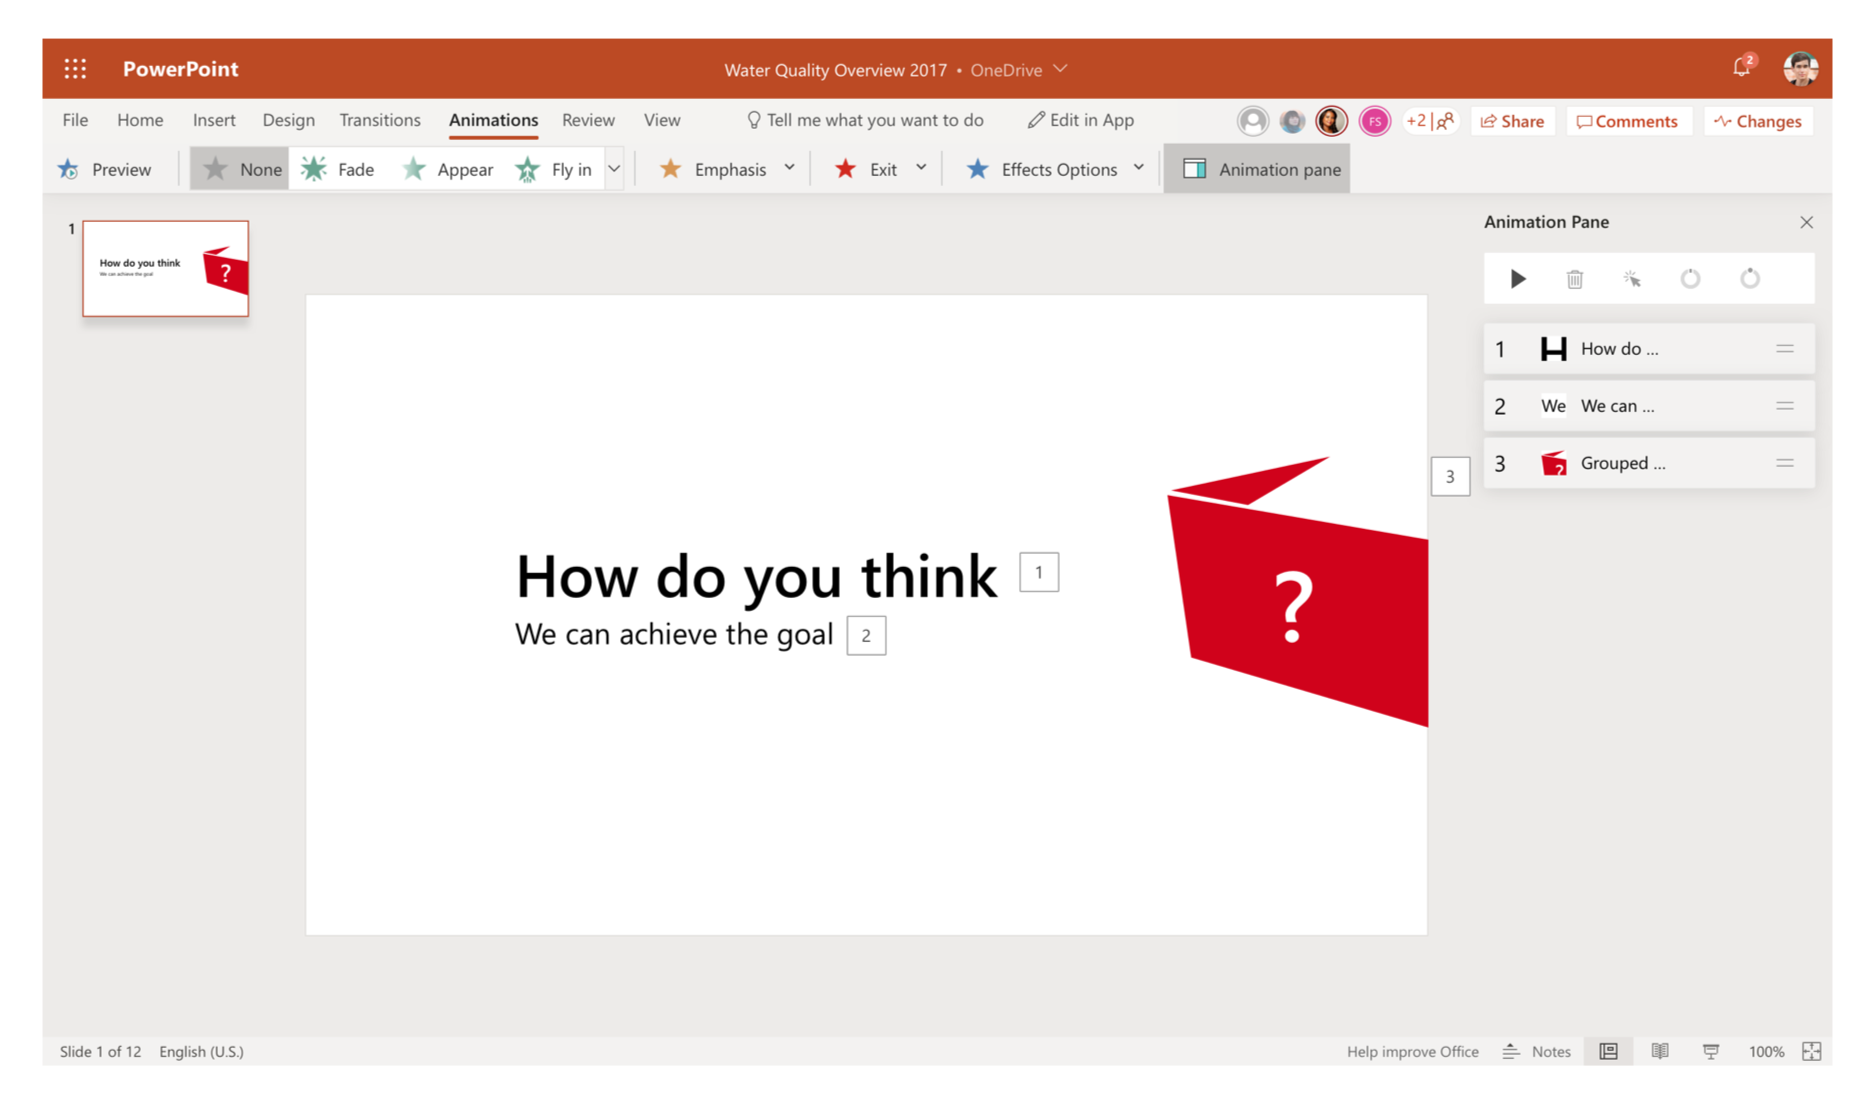 PowerPoint
Water Quality Overview 2017 • OneDrive
2
File Home Insert Design Transitions Animations Review View Tell me what you want to do Edit in App FS +2 Share Comments Changes
Preview None Fade Appear Fly in Emphasis Exit Effects Options Animation pane
1
How do you think
We can achieve the goal
?
Animation Pane
1 H How do ...
2 We We can ...
3 ? Grouped ...
3
How do you think 1
We can achieve the goal 2
?
Slide 1 of 12 English (U.S.) Help improve Office Notes 100%